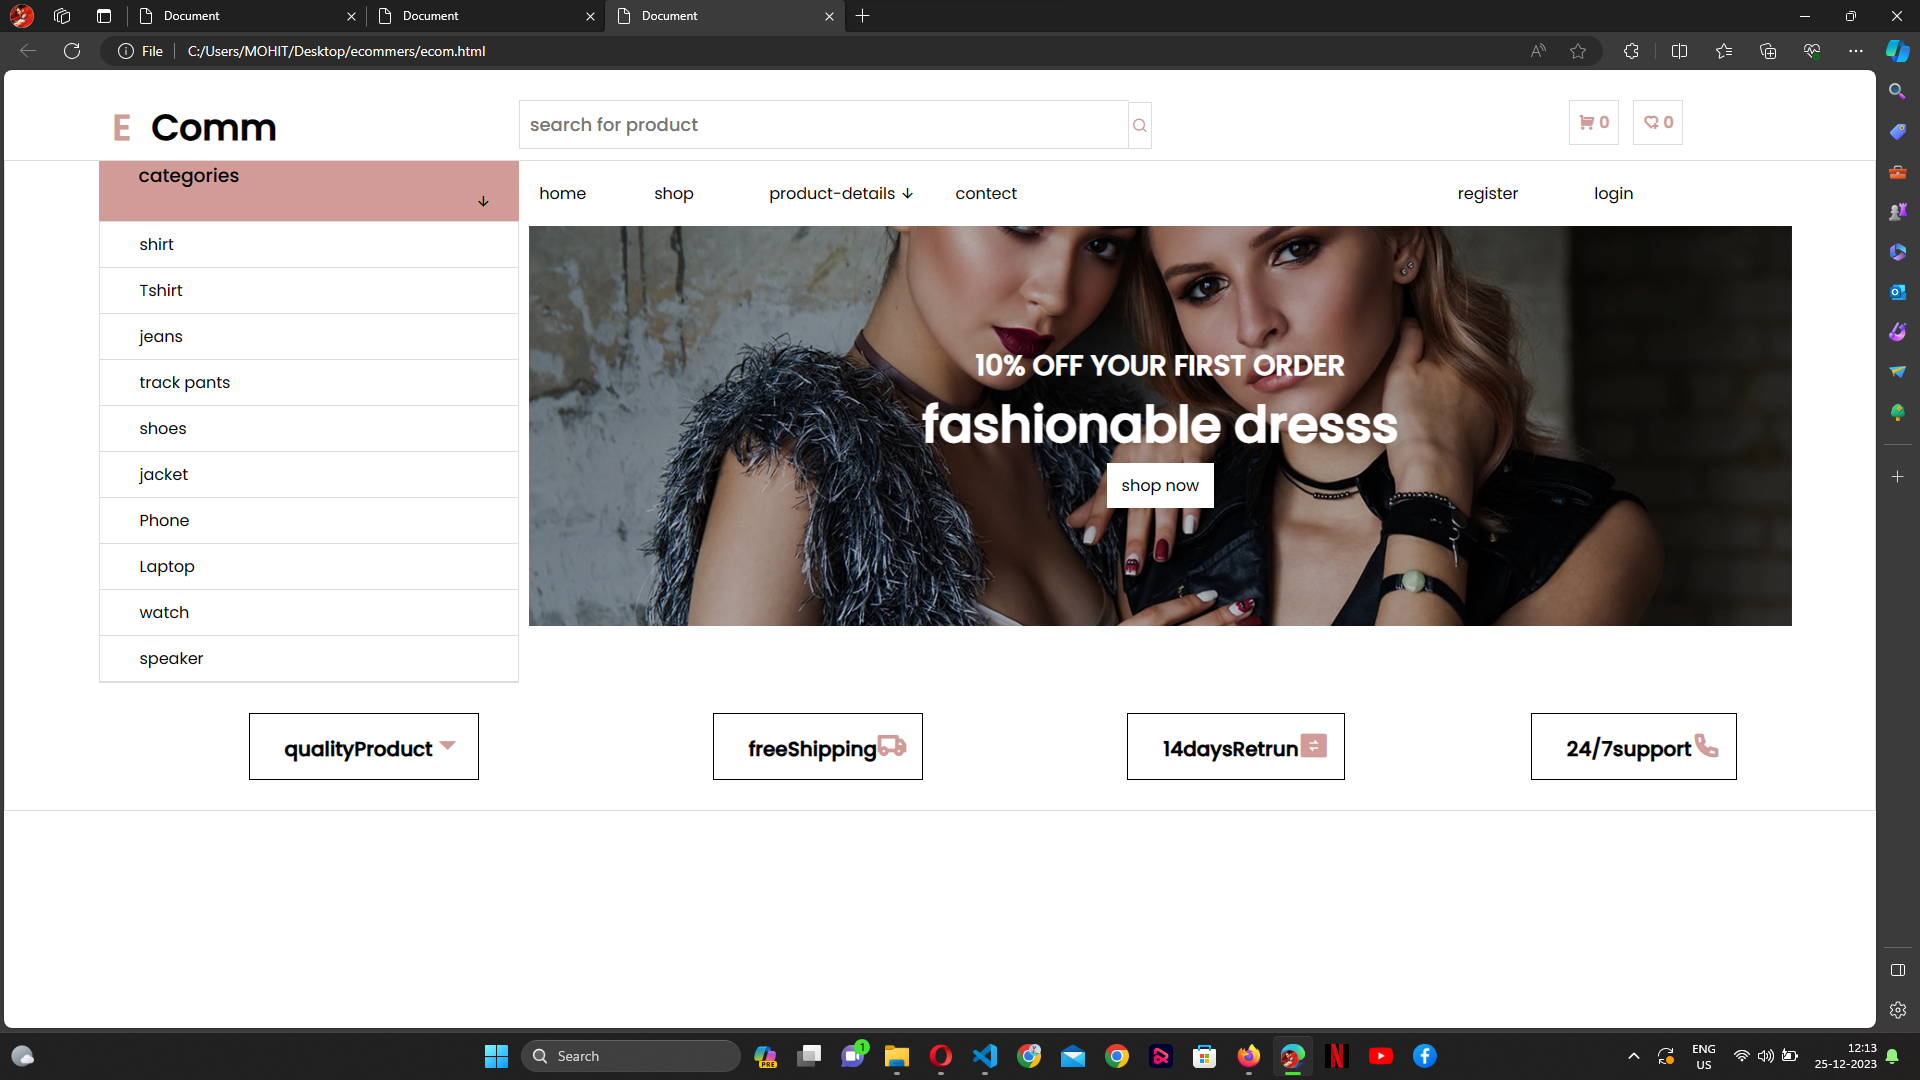 Document
Document
Document
File
C:/Users/MOHIT/Desktop/ecommers/ecom.html
E Comm
search for product
0
0
categories
home
shop
product-details
contect
register
login
shirt
Tshirt
jeans
track pants
shoes
jacket
Phone
Laptop
watch
speaker
10% OFF YOUR FIRST ORDER
fashionable dresss
shop now
qualityProduct
freeShipping
14daysRetrun
24/7support
Search
PRE
1
N
ENG
US
12:13
25-12-2023